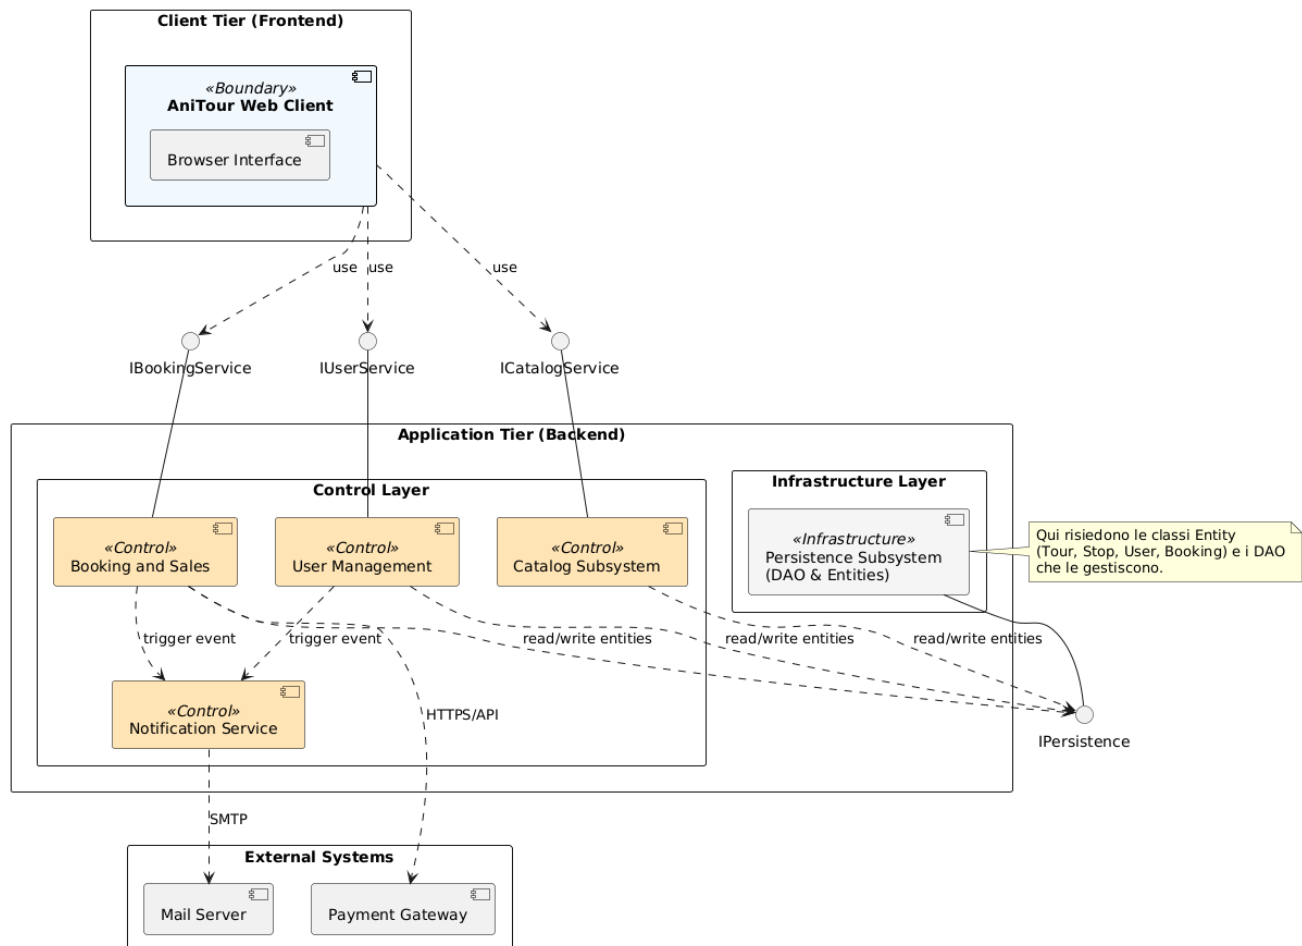 Client Tier (Frontend)
«Boundary»
AniTour Web Client
Browser Interface
use
use
use
IBookingService
IUserService
ICatalogService
Application Tier (Backend)
Control Layer
Infrastructure Layer
«Control»
Booking and Sales
«Control»
User Management
«Control»
Catalog Subsystem
«Infrastructure»
Persistence Subsystem
(DAO & Entities)
Qui risiedono le classi Entity
(Tour, Stop, User, Booking) e i DAO
che le gestiscono.
trigger event
trigger event
read/write entities
read/write entities
read/write entities
«Control»
Notification Service
HTTPS/API
IPersistence
SMTP
External Systems
Mail Server
Payment Gateway